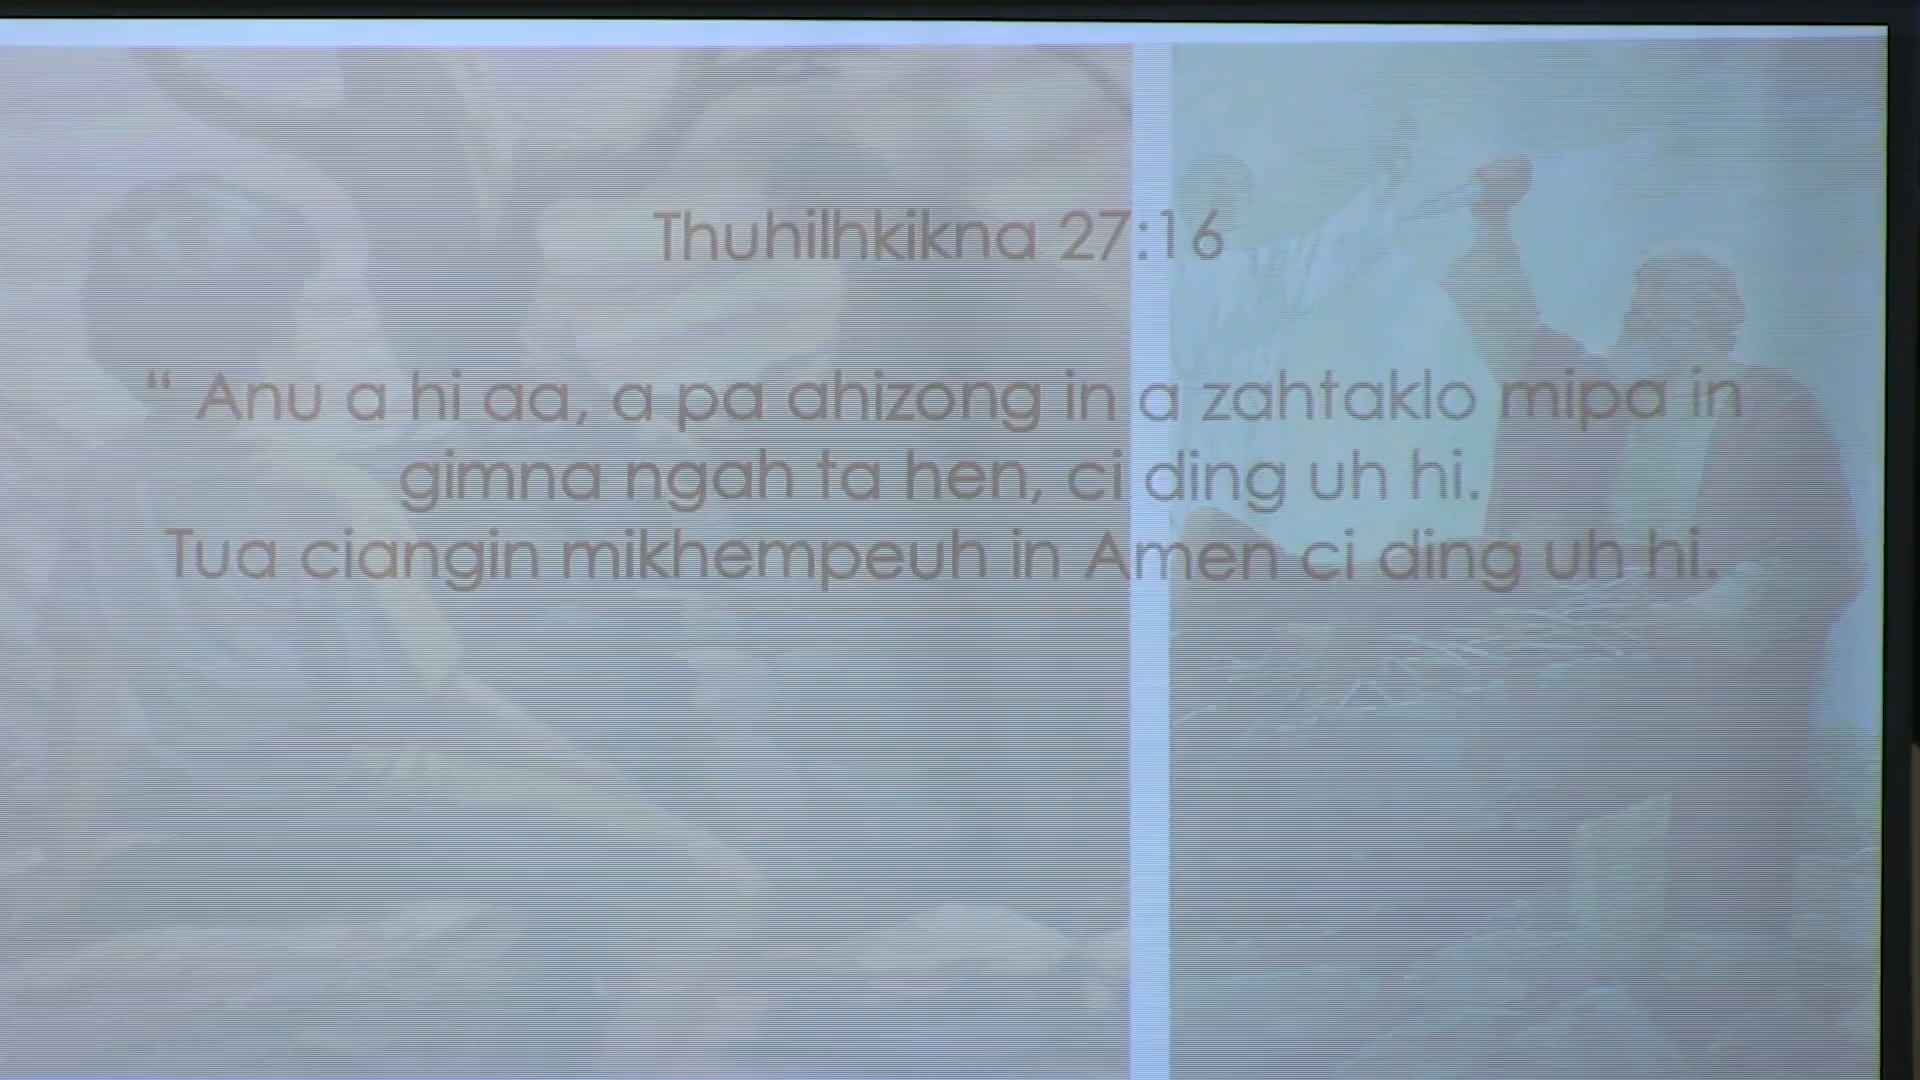 Thuhilhkikna 27:16
“ Anu a hi aa, a pa ahizong in a zahtaklo mipa in
gimna ngah ta hen, ci ding uh hi.
Tua ciangin mikhempeuh in Amen ci ding uh hi.